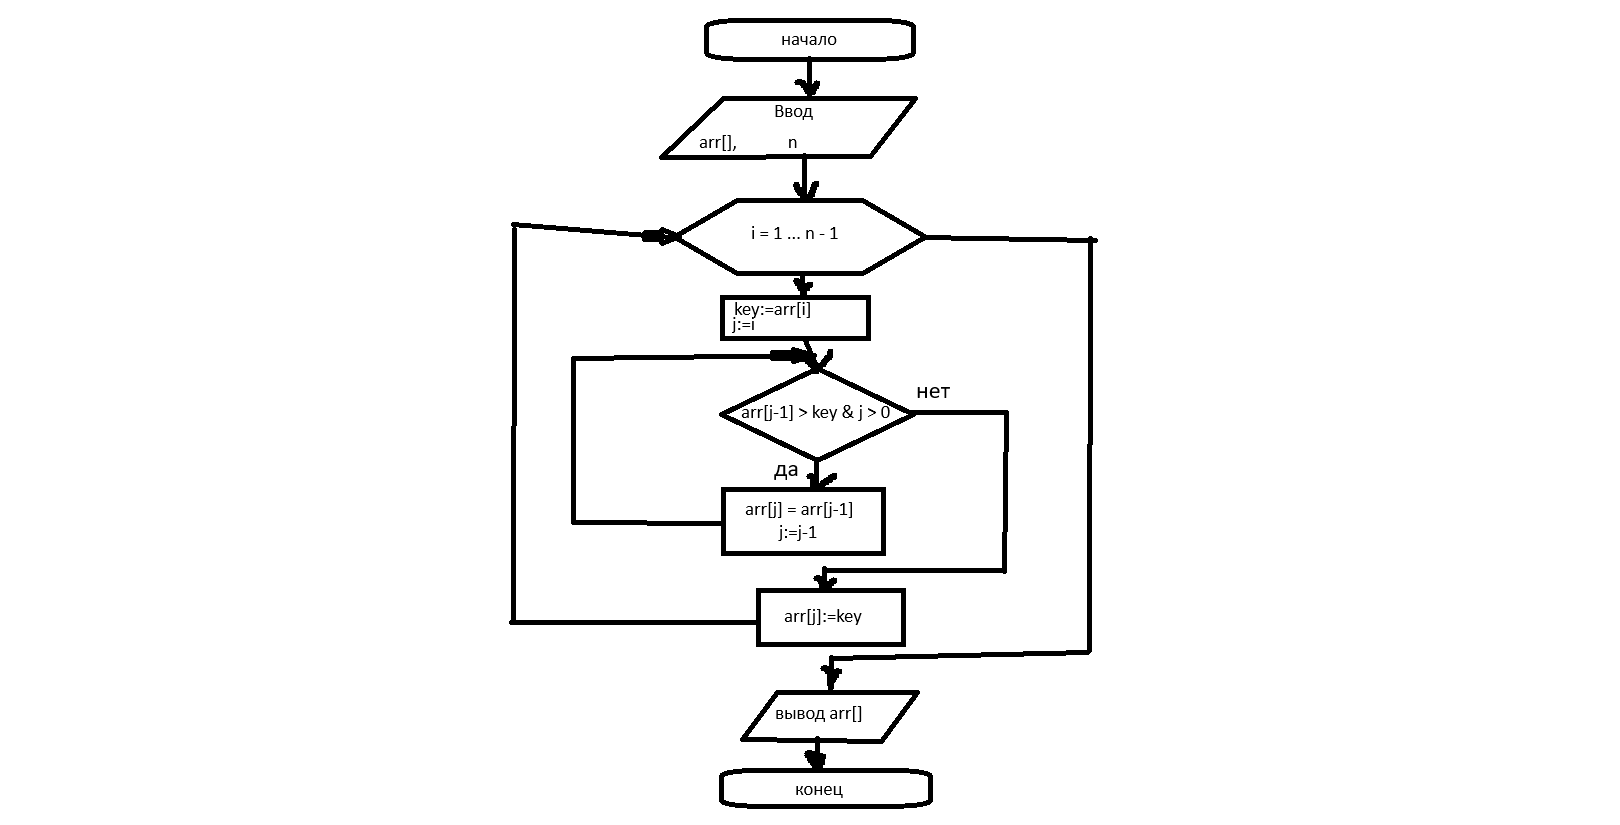 начало
Ввод
arr[], n
i = 1 ... n - 1
key:=arr[i]
j:=i
arr[j-1] > key & j > 0
нет
да
arr[j] = arr[j-1]
j:=j-1
arr[j]:=key
вывод arr[]
конец